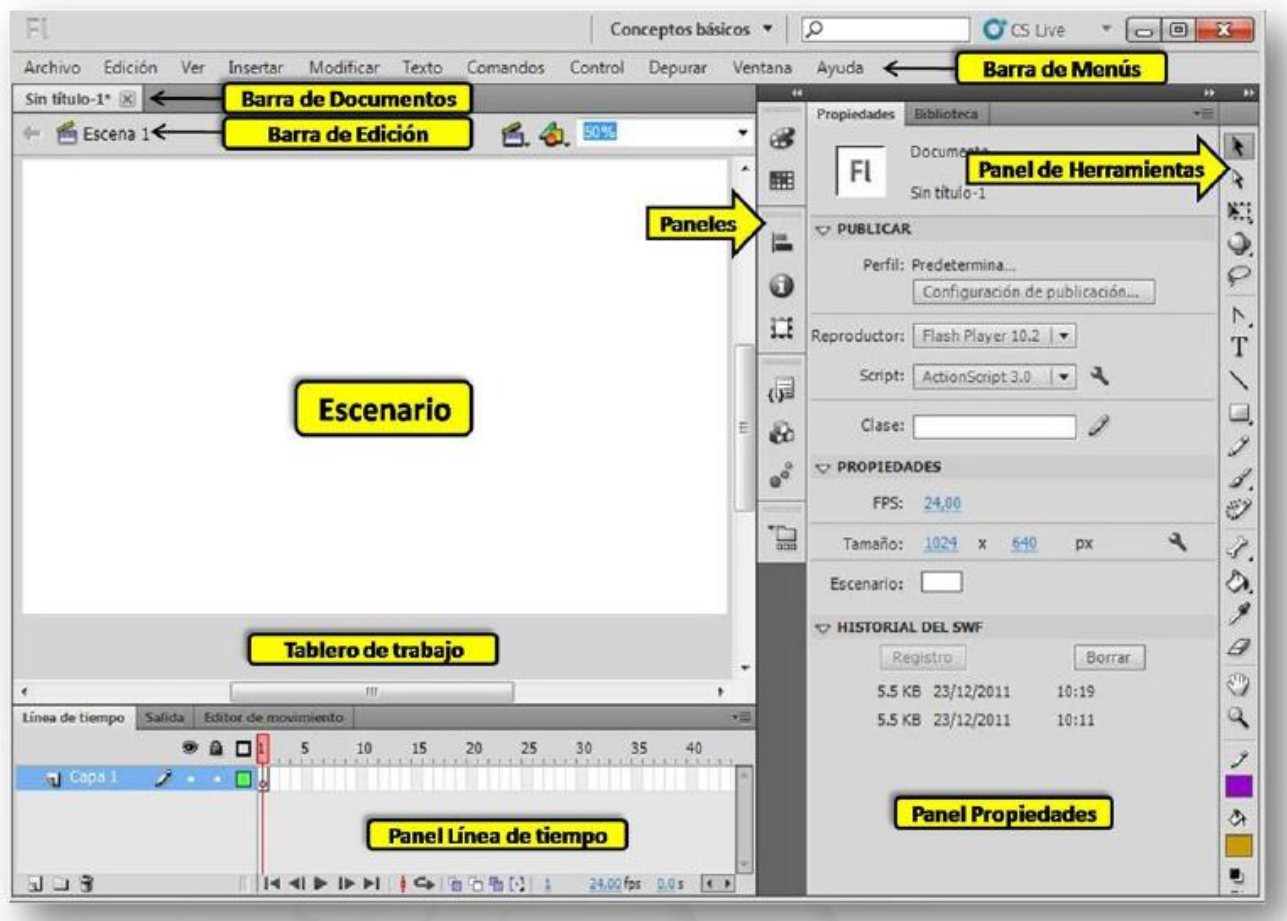 Fl
Conceptos básicos
CS Live
Archivo Edición Ver Insertar Modificar Texto Comandos Control Depurar Ventana Ayuda
Barra de Menús
Sin título-1*
Barra de Documentos
Escena 1
Barra de Edición
50%
Propiedades Biblioteca
Fl
Documento
Panel de Herramientas
Sin título-1
Paneles
PUBLICAR
Perfil: Predetermina...
Configuración de publicación...
Reproductor: Flash Player 10.2
Script: ActionScript 3.0
Clase:
Escenario
PROPIEDADES
FPS: 24,00
Tamaño: 1024 x 640 px
Escenario:
HISTORIAL DEL SWF
Registro Borrar
5.5 KB 23/12/2011 10:19
5.5 KB 23/12/2011 10:11
Tablero de trabajo
Línea de tiempo Salida Editor de movimiento
1 5 10 15 20 25 30 35 40
Capa 1
Panel Línea de tiempo
Panel Propiedades
1 24.00 fps 0.0 s
T